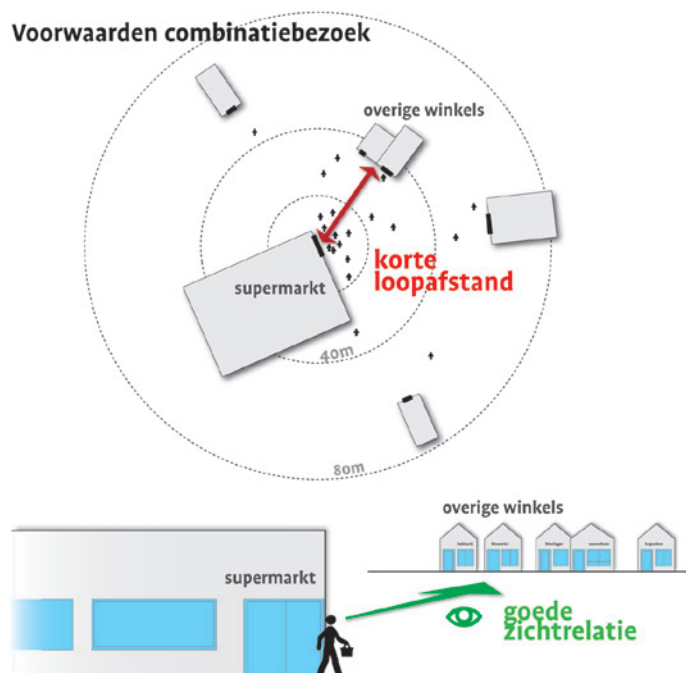 Voorwaarden combinatiebezoek
overige winkels
korte
loopafstand
supermarkt
40m
80m
overige winkels
supermarkt
goede
zichtrelatie